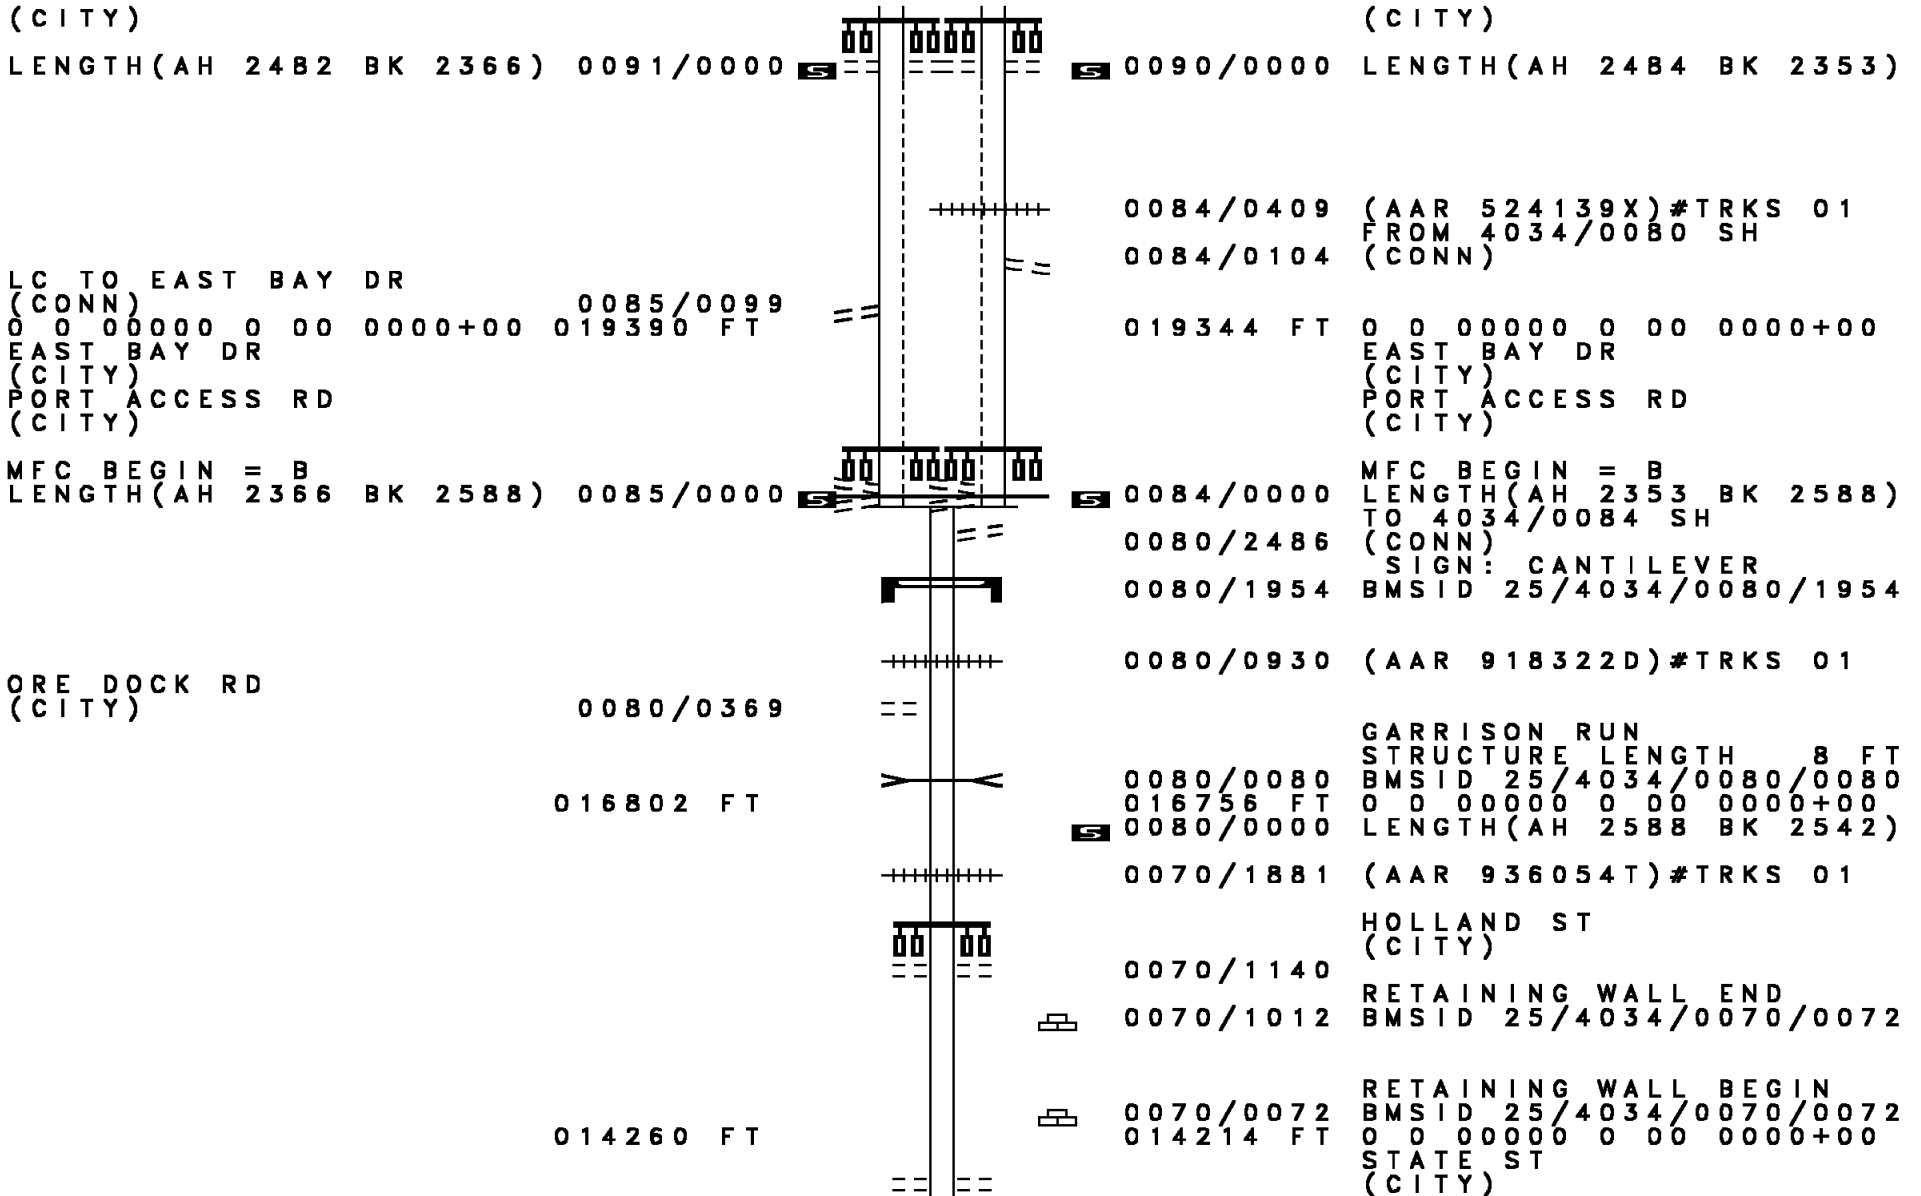 (CITY) (CITY)
LENGTH(AH 2482 BK 2366) 0091/0000 S S 0090/0000 LENGTH(AH 2484 BK 2353)
0084/0409 (AAR 524139X)#TRKS 01
FROM 4034/0080 SH
0084/0104 (CONN)
LC TO EAST BAY DR
(CONN) 0085/0099
0 0 00000 0 00 0000+00 019390 FT 019344 FT 0 0 00000 0 00 0000+00
EAST BAY DR EAST BAY DR
(CITY) (CITY)
PORT ACCESS RD PORT ACCESS RD
(CITY) (CITY)
MFC BEGIN = B MFC BEGIN = B
LENGTH(AH 2366 BK 2588) 0085/0000 S S 0084/0000 LENGTH(AH 2353 BK 2588)
TO 4034/0084 SH
0080/2486 (CONN)
SIGN: CANTILEVER
0080/1954 BMSID 25/4034/0080/1954
0080/0930 (AAR 918322D)#TRKS 01
ORE DOCK RD
(CITY) 0080/0369
GARRISON RUN
STRUCTURE LENGTH 8 FT
0080/0080 BMSID 25/4034/0080/0080
016802 FT 016756 FT 0 0 00000 0 00 0000+00
S 0080/0000 LENGTH(AH 2588 BK 2542)
0070/1881 (AAR 936054T)#TRKS 01
HOLLAND ST
(CITY)
0070/1140
RETAINING WALL END
0070/1012 BMSID 25/4034/0070/0072
RETAINING WALL BEGIN
0070/0072 BMSID 25/4034/0070/0072
014260 FT 014214 FT 0 0 00000 0 00 0000+00
STATE ST
(CITY)